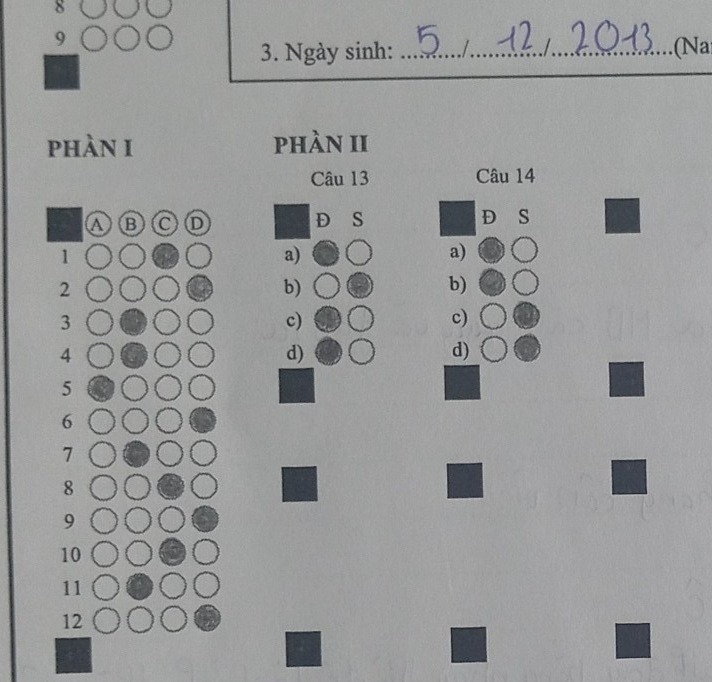 8
9
3. Ngày sinh: 5/12/2013 (Na
PHẦN I
PHẦN II
Câu 13
Câu 14
A B C D
Đ S
Đ S
1
a)
a)
2
b)
b)
3
c)
c)
4
d)
d)
5
6
7
8
9
10
11
12